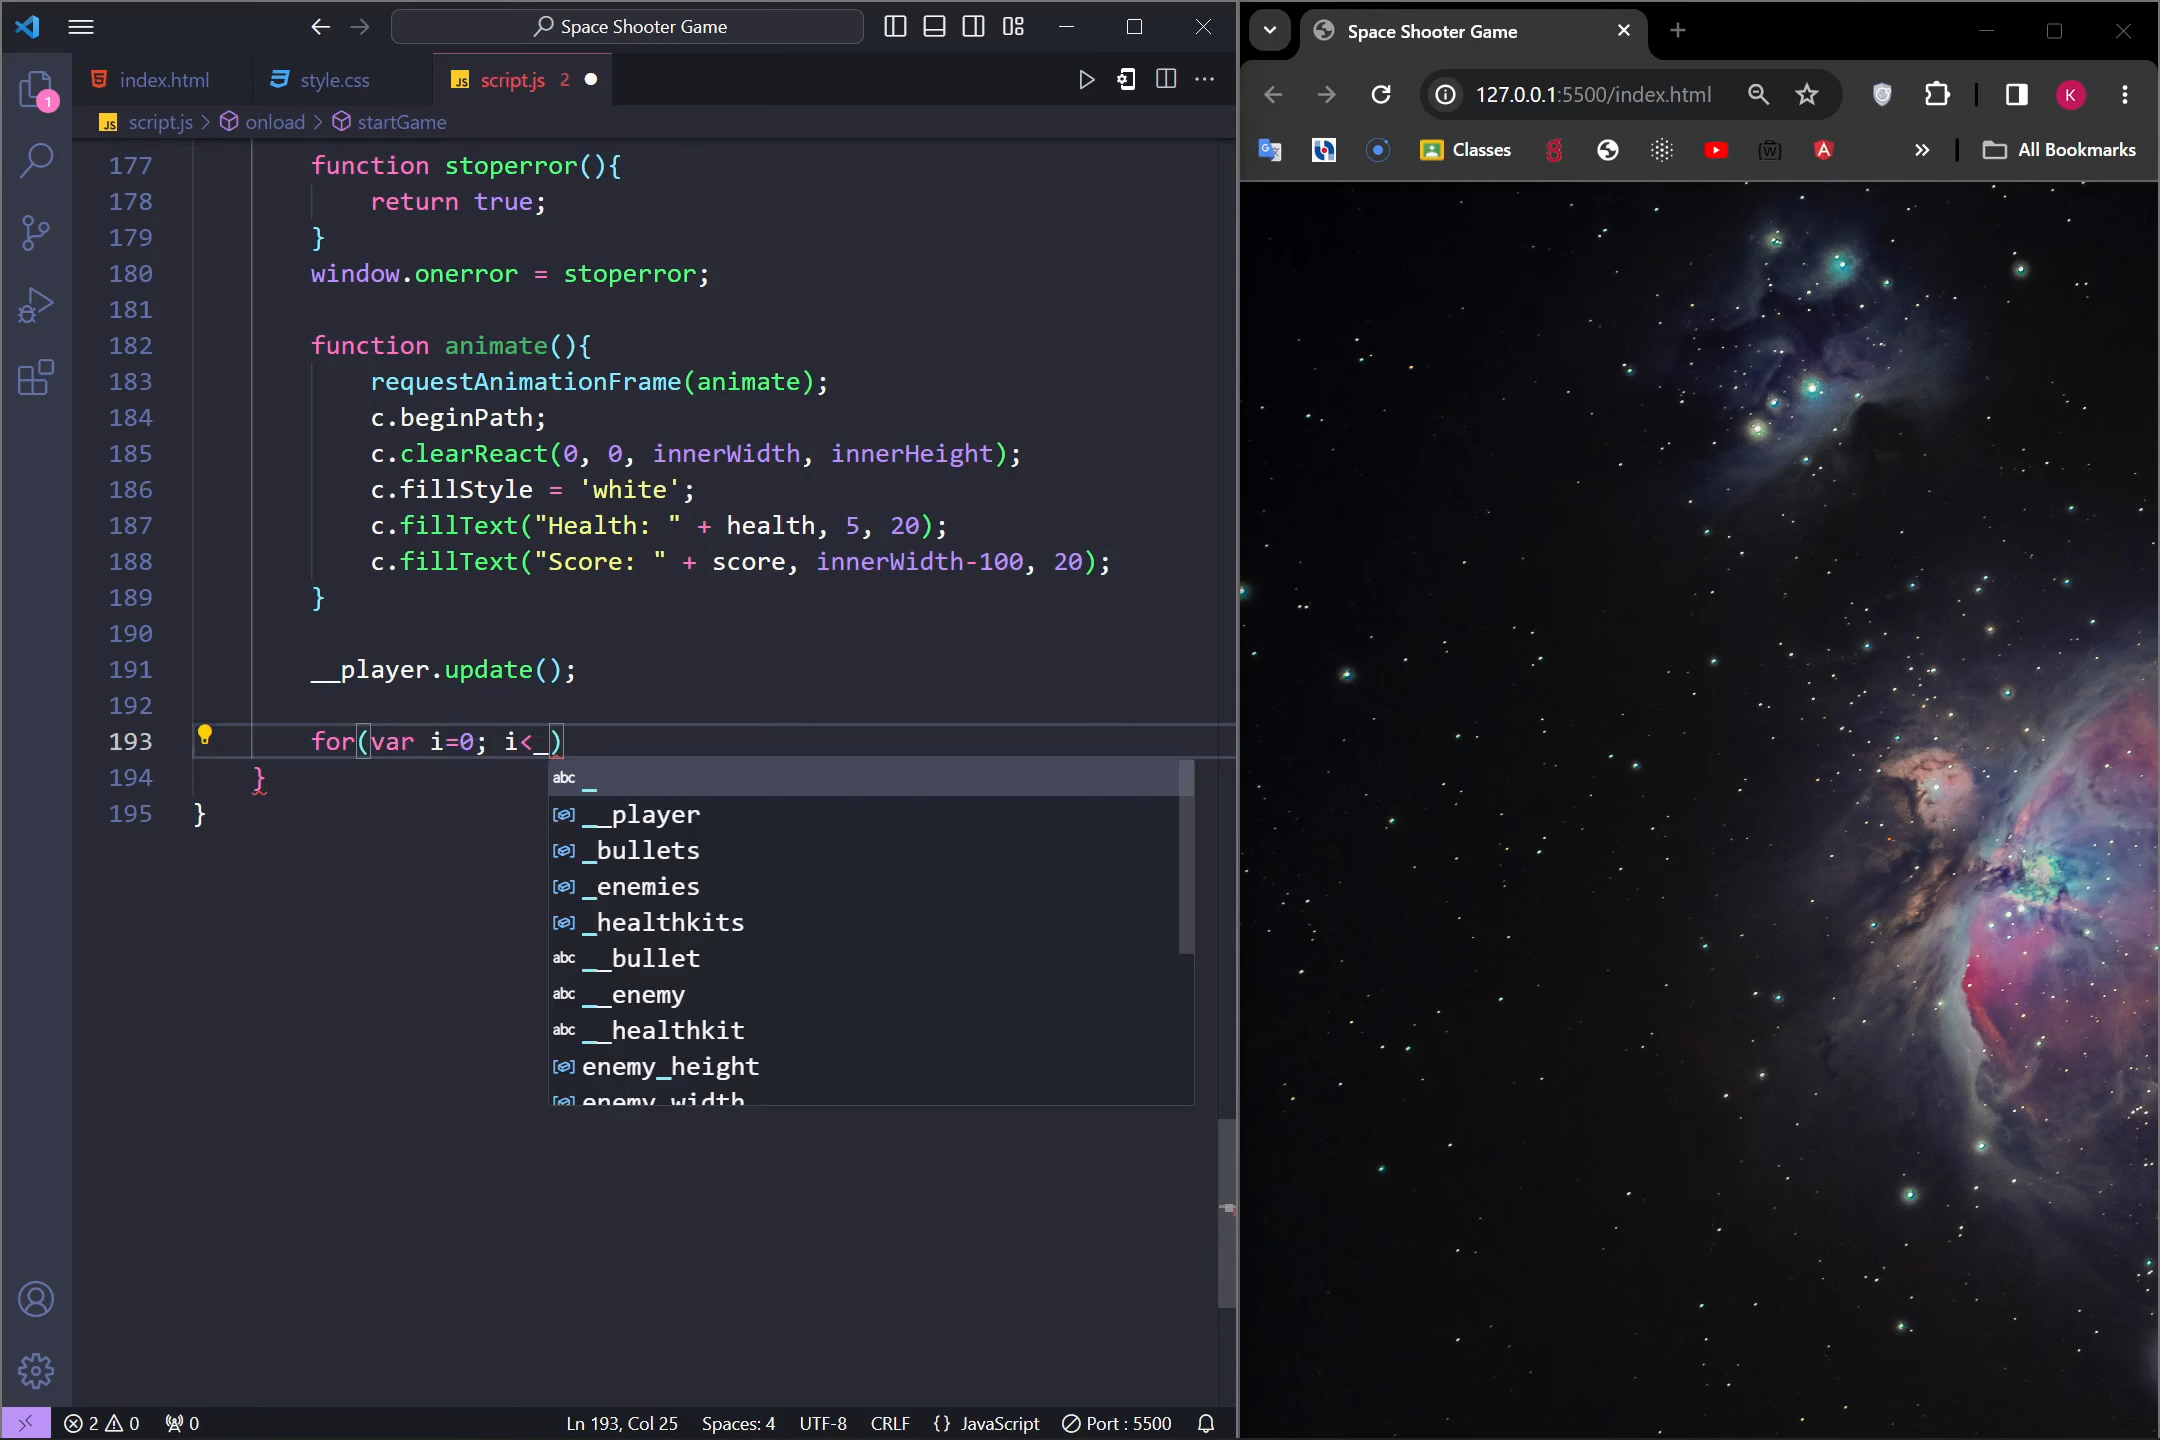 Space Shooter Game
index.html
style.css
script.js 2
script.js > onload > startGame
177 function stoperror(){
178 return true;
179 }
180 window.onerror = stoperror;
181
182 function animate(){
183 requestAnimationFrame(animate);
184 c.beginPath;
185 c.clearReact(0, 0, innerWidth, innerHeight);
186 c.fillStyle = 'white';
187 c.fillText("Health: " + health, 5, 20);
188 c.fillText("Score: " + score, innerWidth-100, 20);
189 }
190
191 __player.update();
192
193 for(var i=0; i<_)
194 }
195 }
abc _
__player
_bullets
_enemies
_healthkits
abc __bullet
abc __enemy
abc __healthkit
enemy_height
enemy_width
1
2 0 0
Ln 193, Col 25 Spaces: 4 UTF-8 CRLF {} JavaScript Port : 5500
Space Shooter Game
127.0.0.1:5500/index.html
K
Classes
All Bookmarks